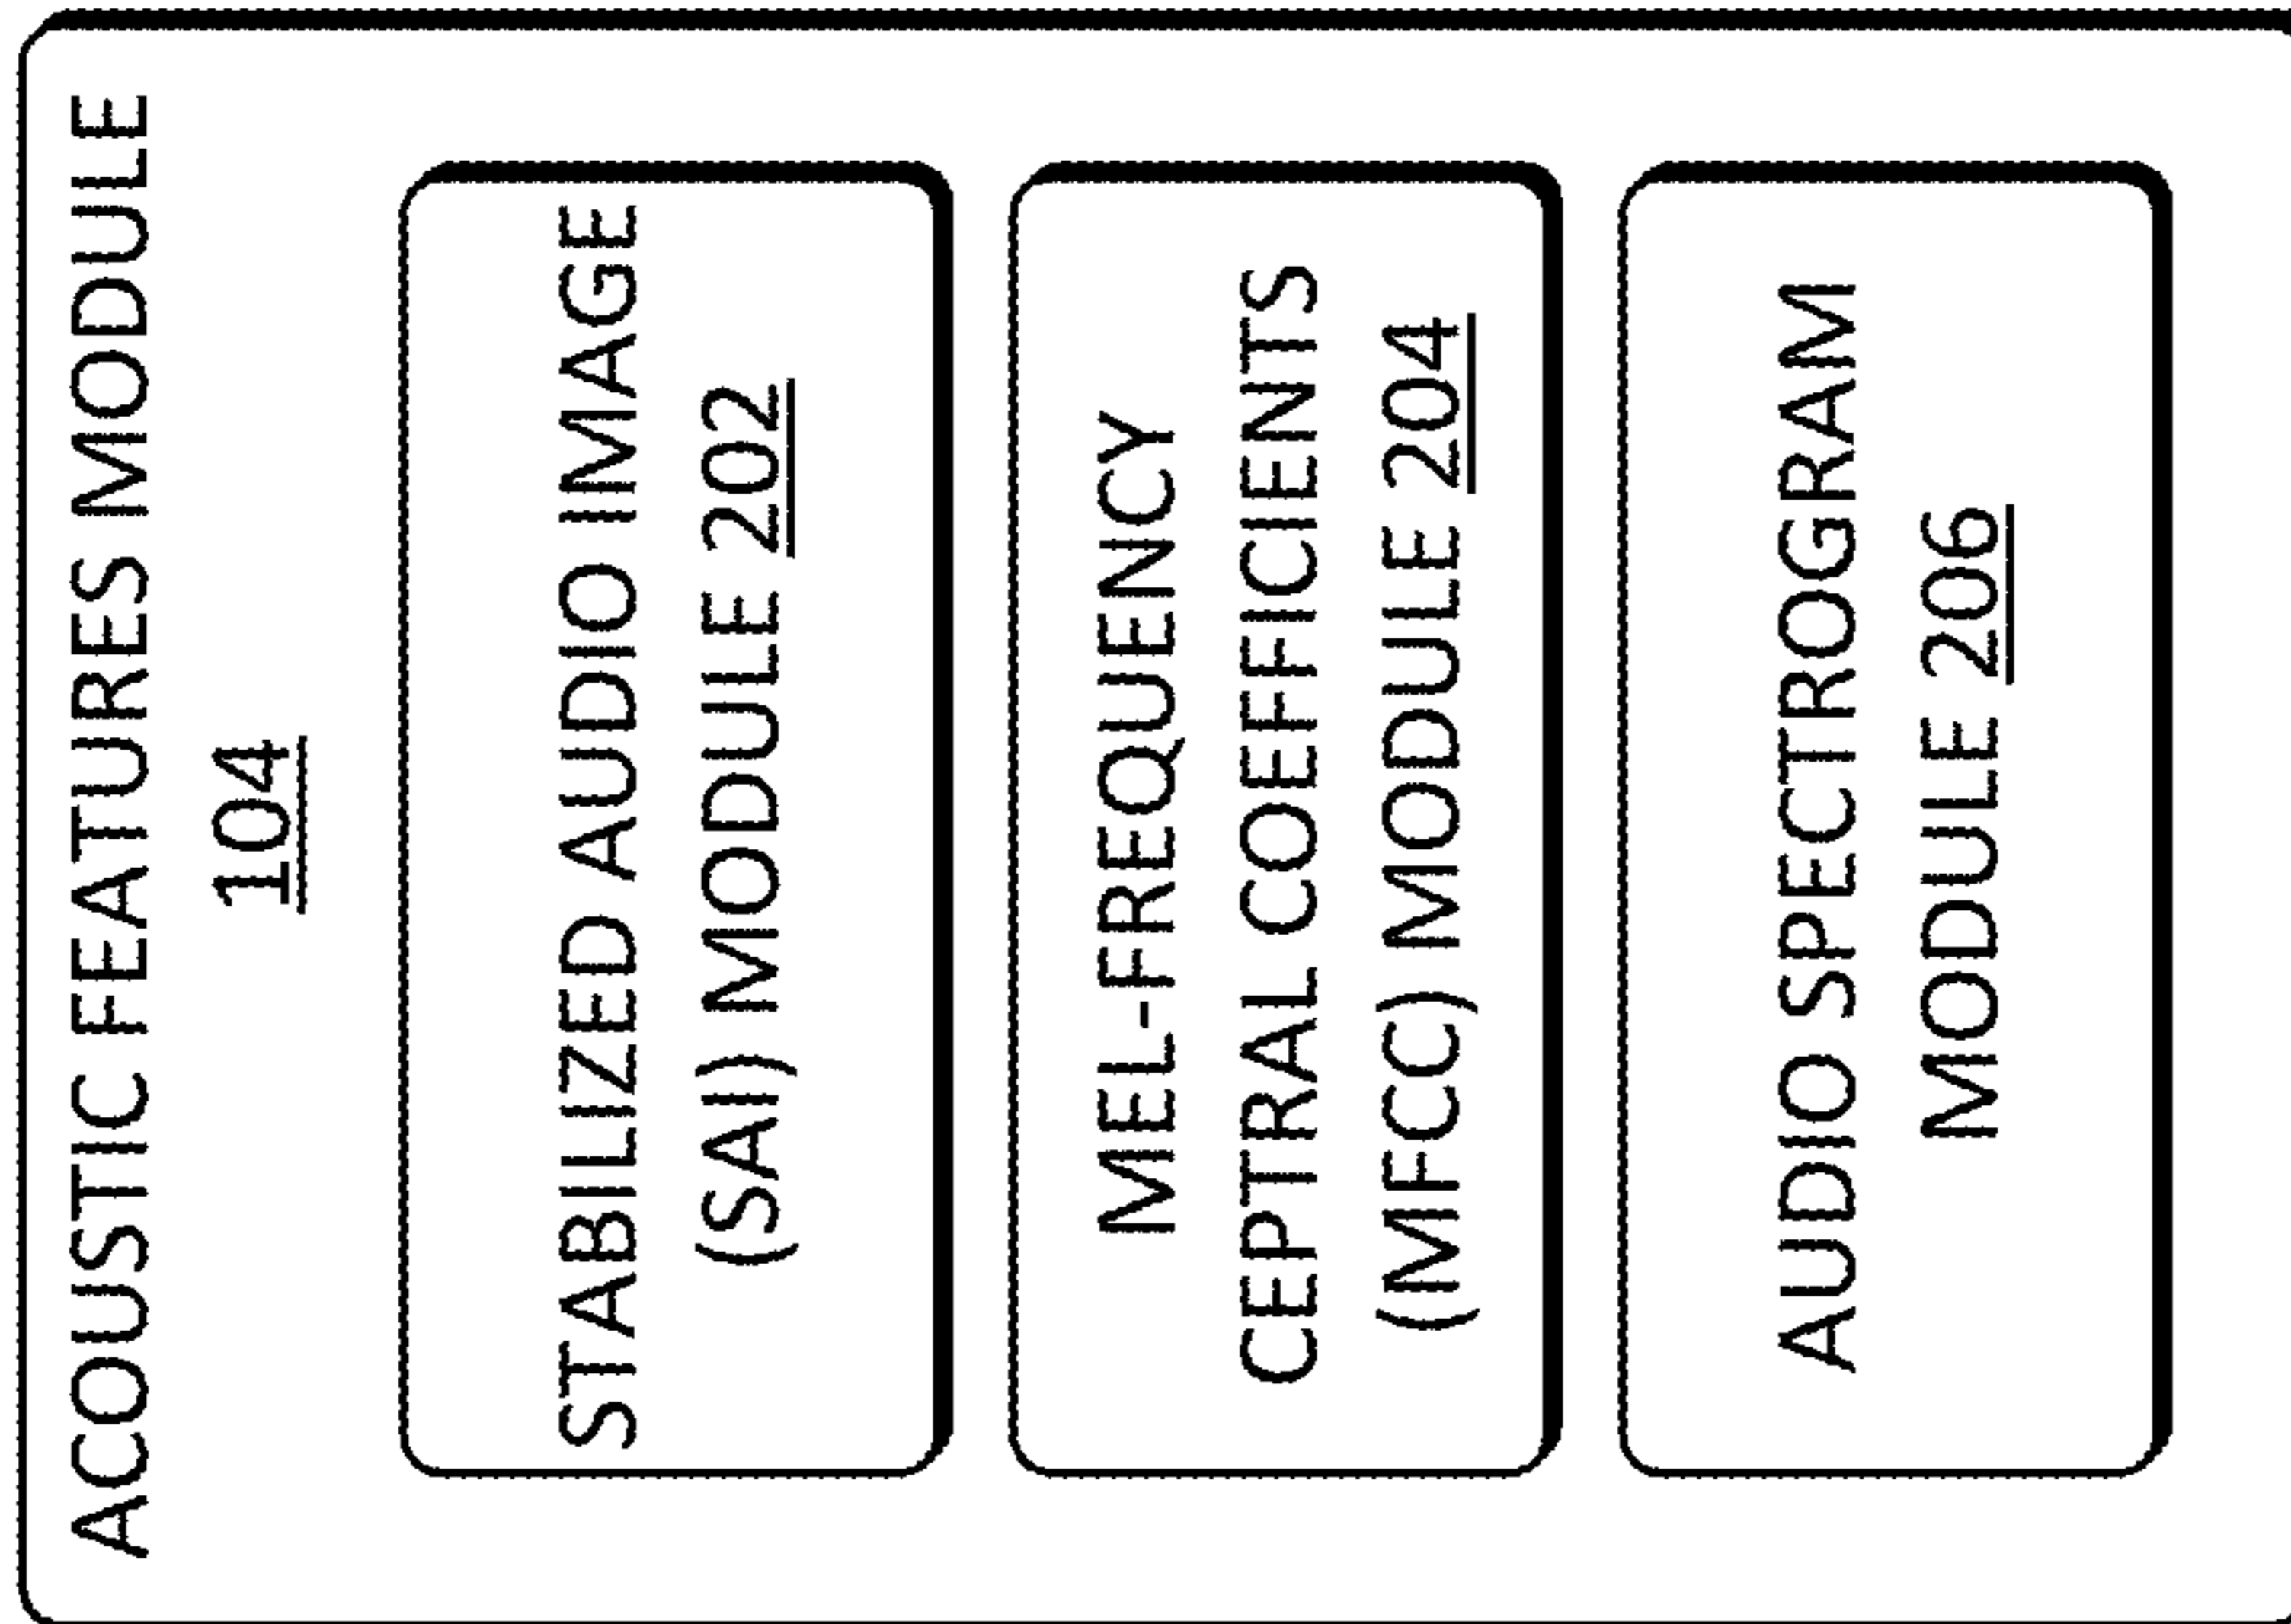 ACOUSTIC FEATURES MODULE
104
STABILIZED AUDIO IMAGE
(SAI) MODULE 202
MEL-FREQUENCY
CEPTRAL COEFFICIENTS
(MFCC) MODULE 204
AUDIO SPECTROGRAM
MODULE 206